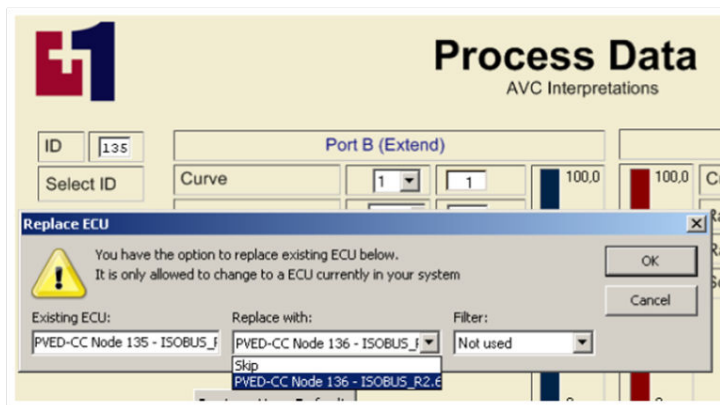 Process Data
AVC Interpretations
ID 135
Port B (Extend)
Select ID
Curve 1 1
100,0 100,0
Replace ECU
You have the option to replace existing ECU below.
It is only allowed to change to a ECU currently in your system
OK
Cancel
Existing ECU: Replace with: Filter:
PVED-CC Node 135 - ISOBUS_ PVED-CC Node 136 - ISOBUS_ Not used
Skip
PVED-CC Node 136 - ISOBUS_R2.6